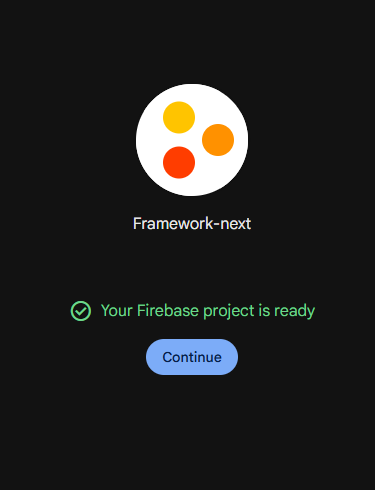 Framework-next
Your Firebase project is ready
Continue